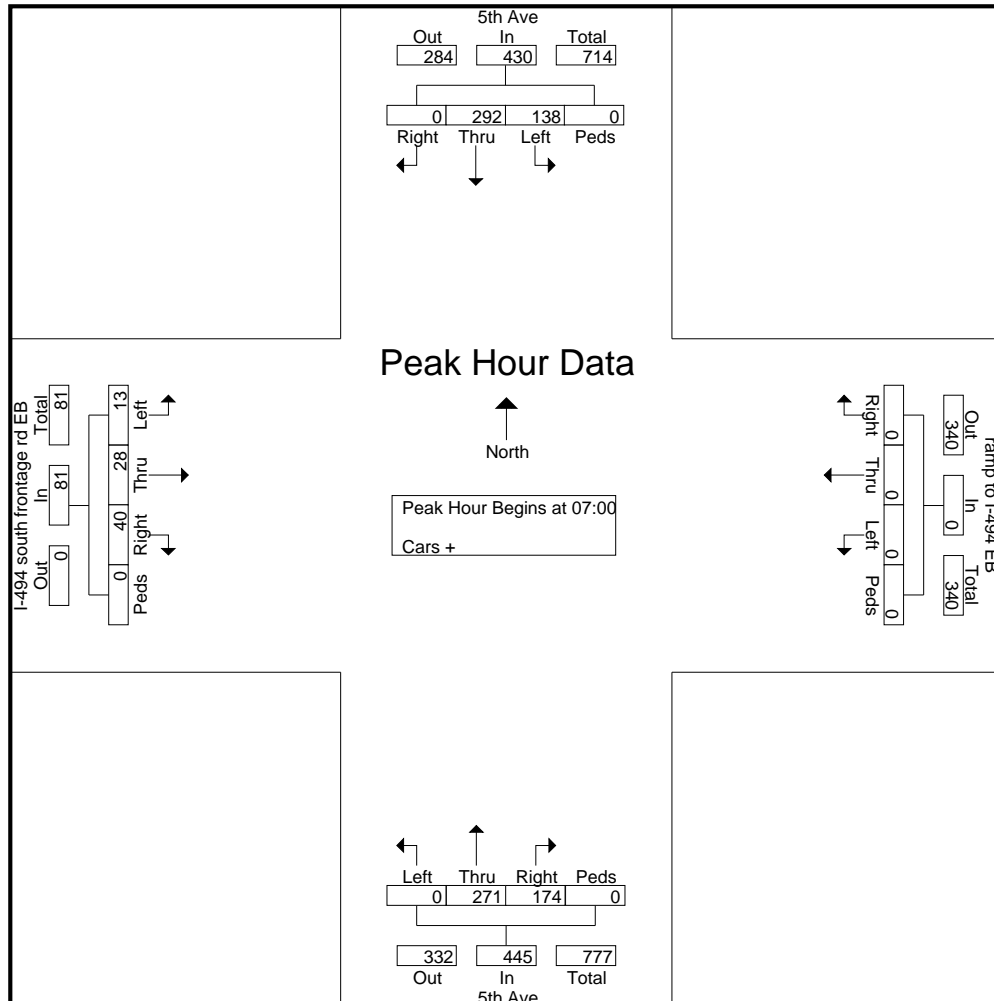 5th Ave
Out In Total
284 430 714
0 292 138 0
Right Thru Left Peds
Peak Hour Data
North
Peak Hour Begins at 07:00
Cars +
I-494 south frontage rd EB
Total In Out
81 81 0
13 28 40 0
Left Thru Right Peds
ramp to I-494 EB
Out In Total
340 0 340
0 0 0 0
Right Thru Left Peds
Left Thru Right Peds
0 271 174 0
332 445 777
Out In Total
5th Ave